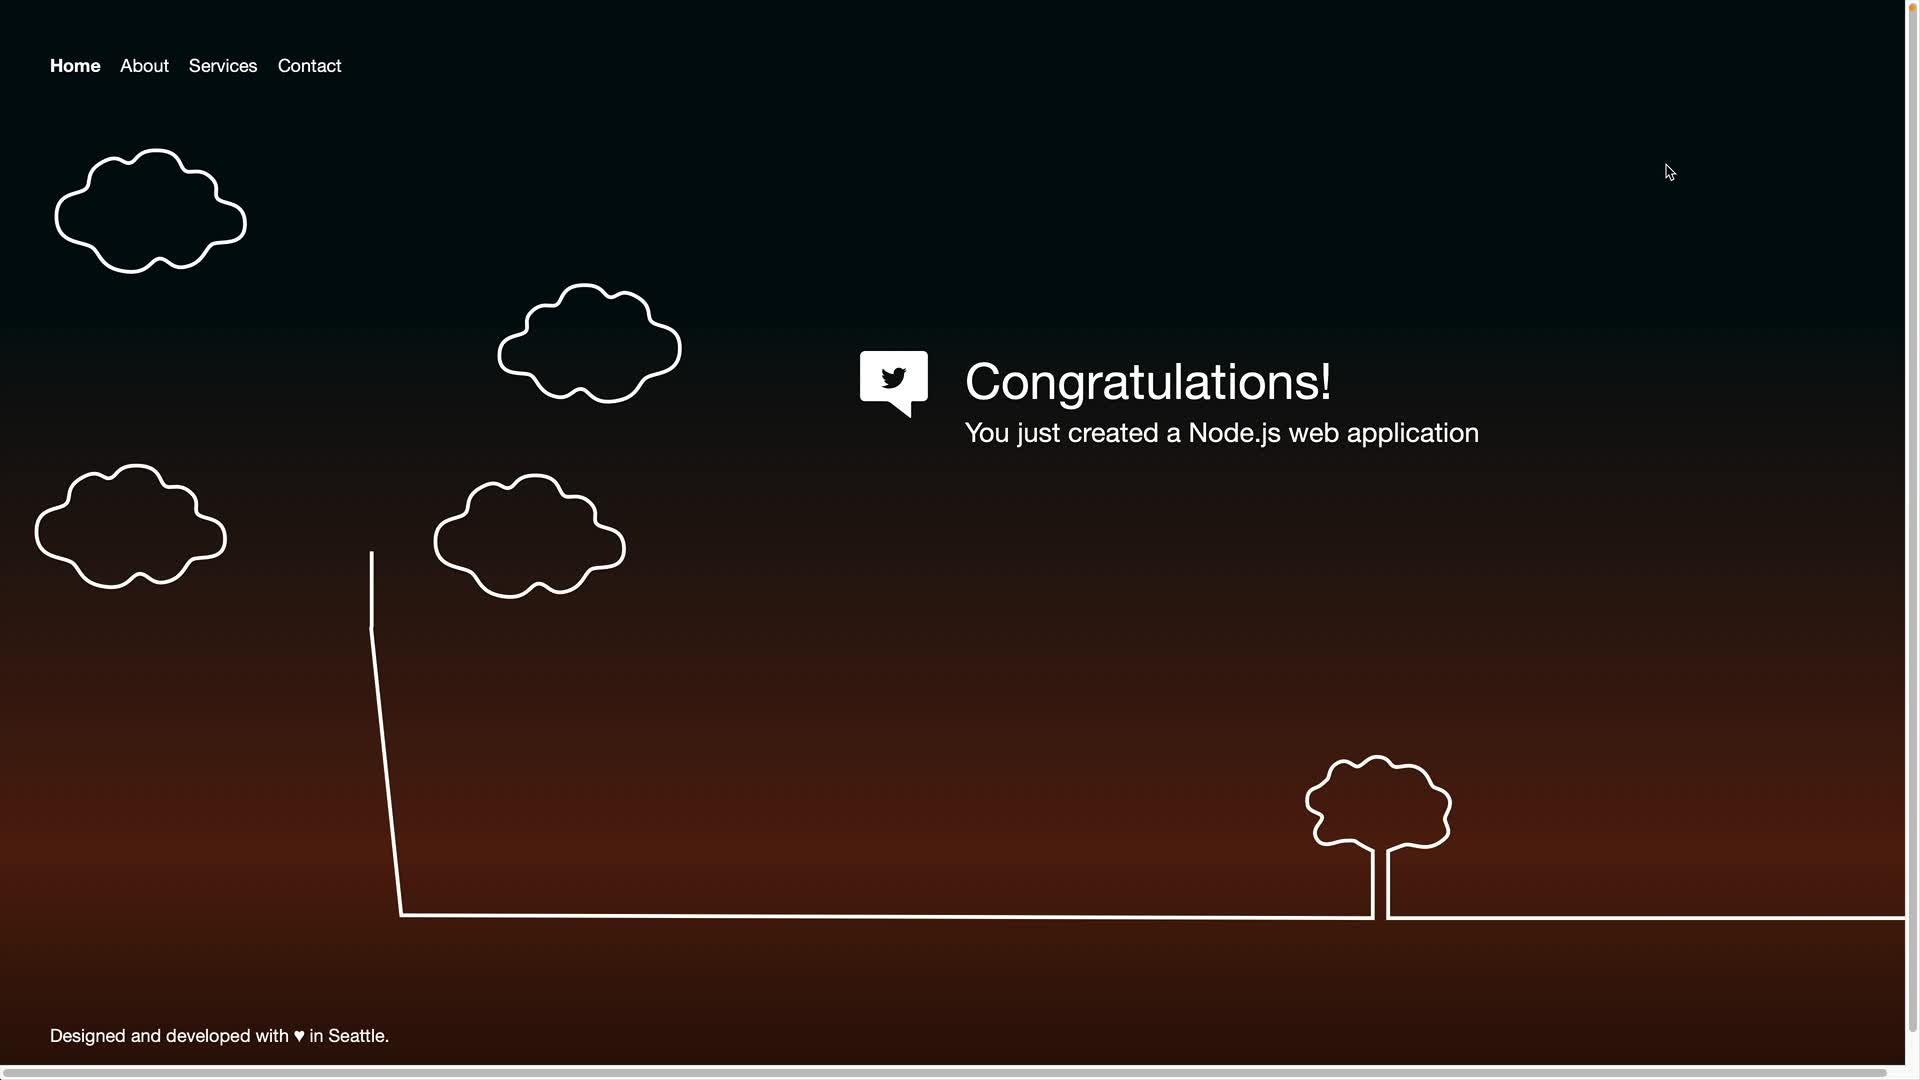 Home About Services Contact
Congratulations!
You just created a Node.js web application
Designed and developed with ♥ in Seattle.